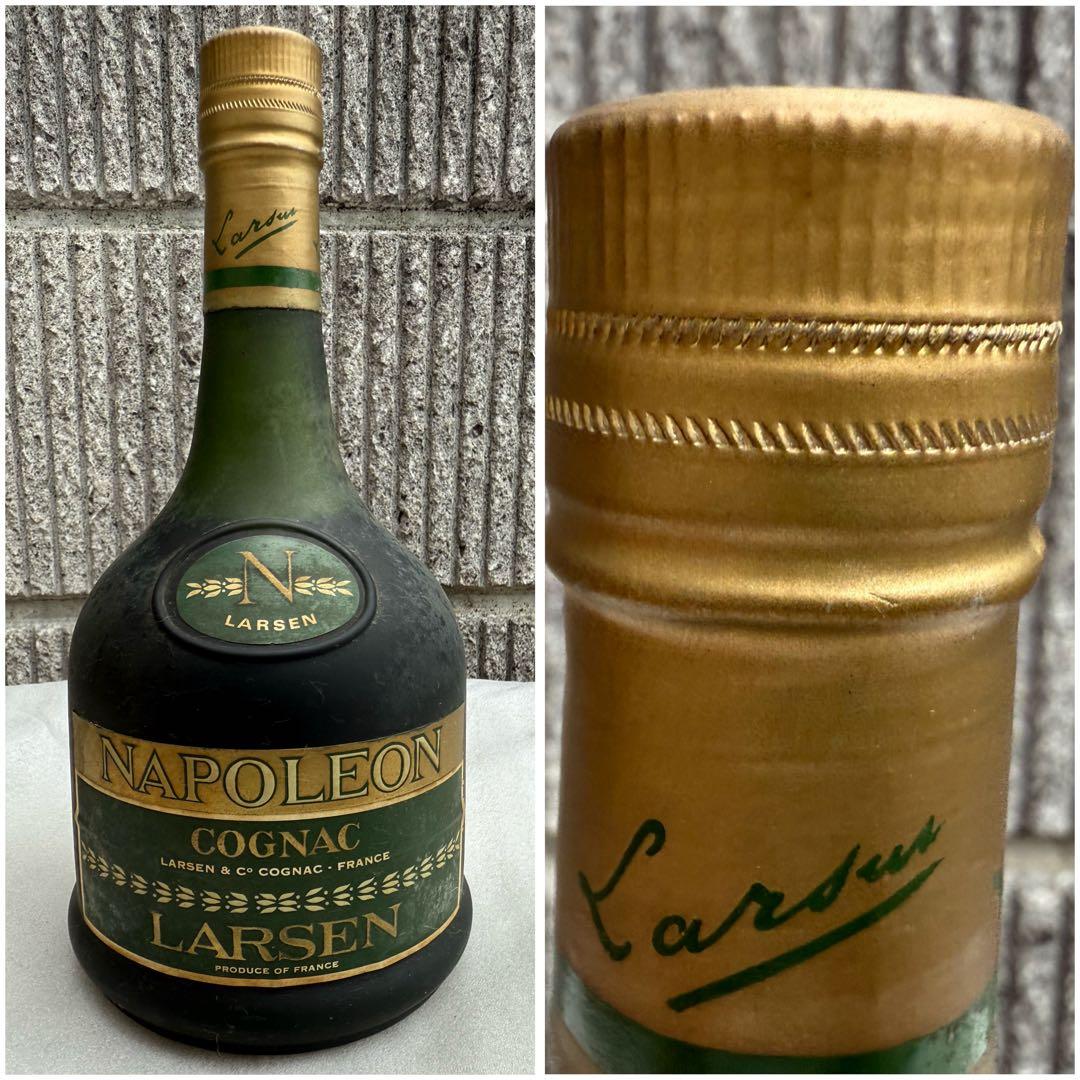 Larsen
N
LARSEN
NAPOLEON
COGNAC
LARSEN & Cº COGNAC - FRANCE
LARSEN
PRODUCE OF FRANCE
Larsen